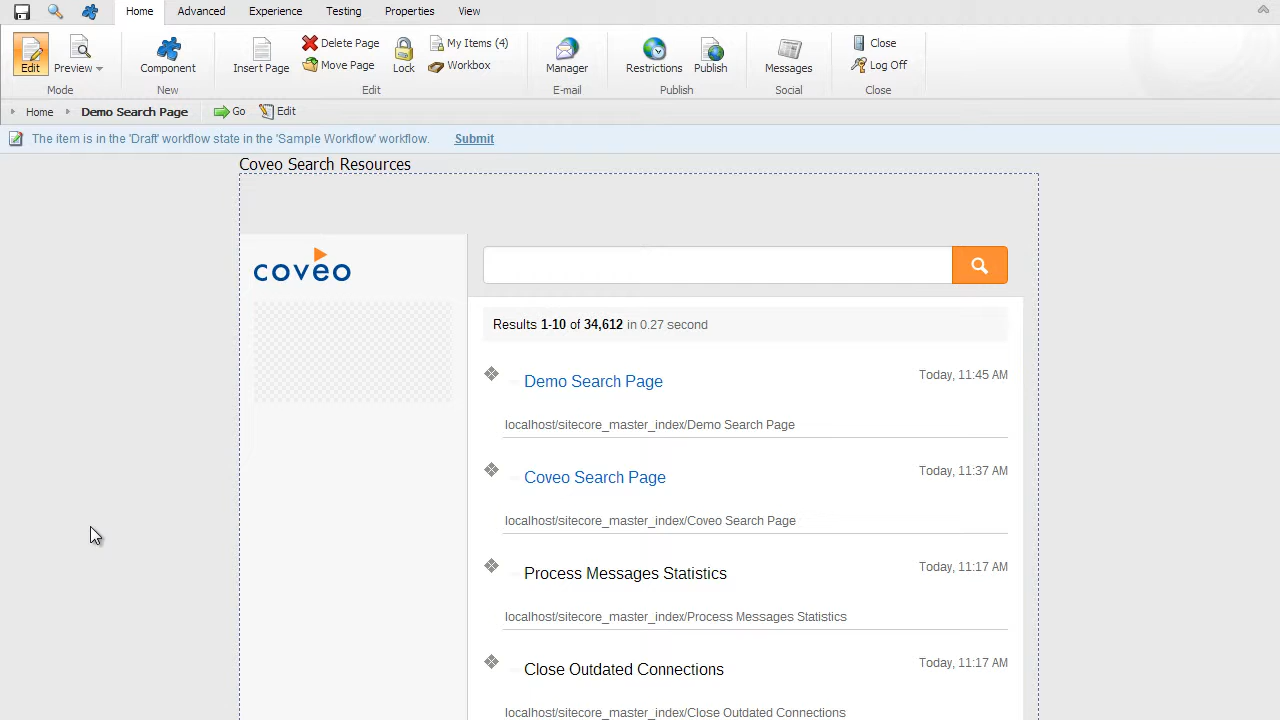 Home Advanced Experience Testing Properties View
Edit Preview Component Insert Page Delete Page Move Page Lock My Items (4) Workbox Manager Restrictions Publish Messages Close Log Off
Mode New Edit E-mail Publish Social Close
Home Demo Search Page Go Edit
The item is in the 'Draft' workflow state in the 'Sample Workflow' workflow. Submit
Coveo Search Resources
coveo
Results 1-10 of 34,612 in 0.27 second
Demo Search Page Today, 11:45 AM
localhost/sitecore_master_index/Demo Search Page
Coveo Search Page Today, 11:37 AM
localhost/sitecore_master_index/Coveo Search Page
Process Messages Statistics Today, 11:17 AM
localhost/sitecore_master_index/Process Messages Statistics
Close Outdated Connections Today, 11:17 AM
localhost/sitecore_master_index/Close Outdated Connections